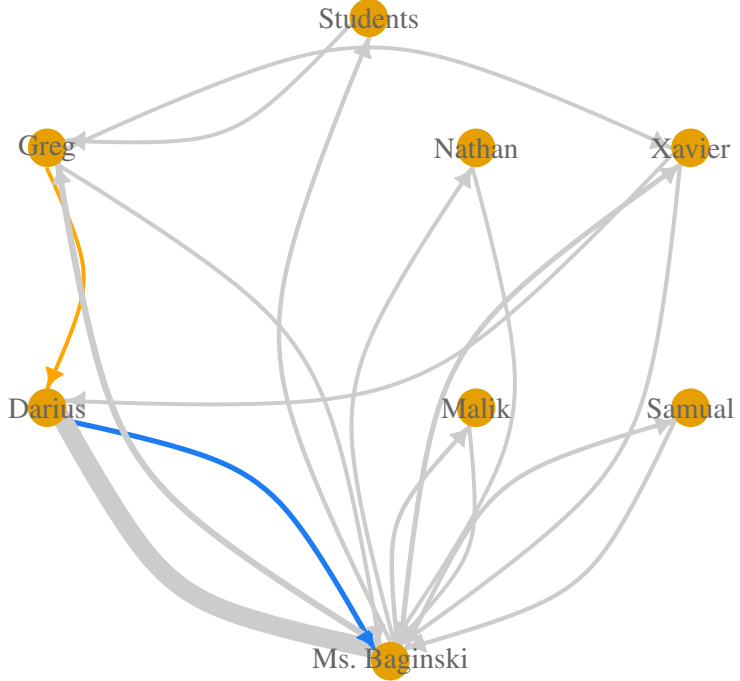 Students
Greg
Nathan
Xavier
Darius
Malik
Samual
Ms. Baginski